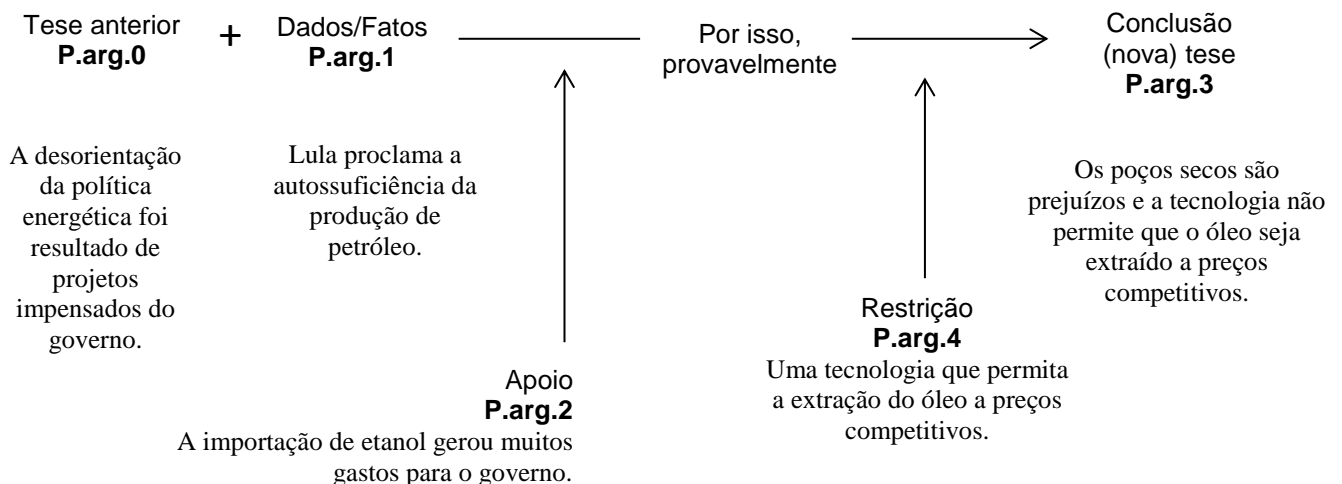 Tese anterior
P.arg.0
+
Dados/Fatos
P.arg.1
Por isso,
provavelmente
Conclusão
(nova) tese
P.arg.3
A desorientação
da política
energética foi
resultado de
projetos
impensados do
governo.
Lula proclama a
autossuficiência da
produção de
petróleo.
Os poços secos são
prejuízos e a tecnologia não
permite que o óleo seja
extraído a preços
competitivos.
Apoio
P.arg.2
A importação de etanol gerou muitos
gastos para o governo.
Restrição
P.arg.4
Uma tecnologia que permita
a extração do óleo a preços
competitivos.